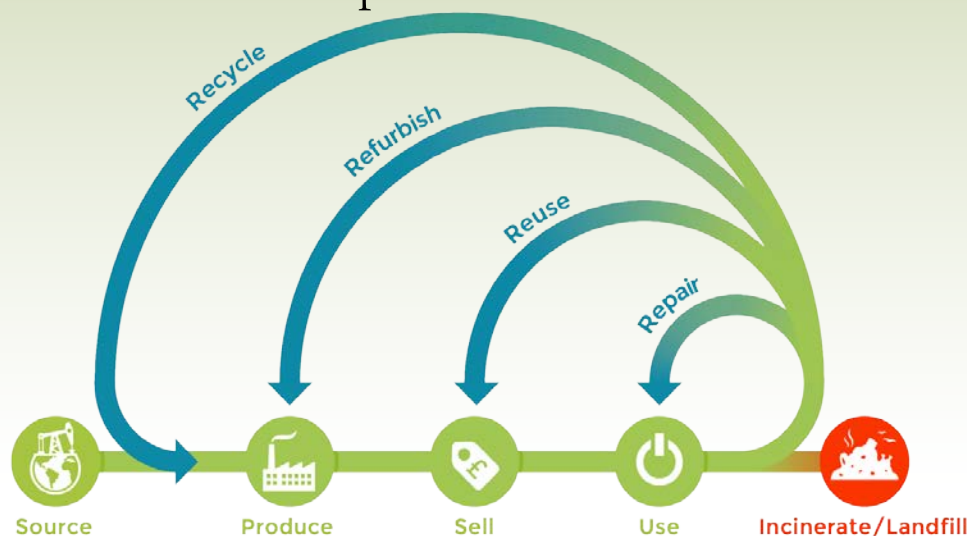 Recycle
Refurbish
Reuse
Repair
£
Source
Produce
Sell
Use
Incinerate/Landfill